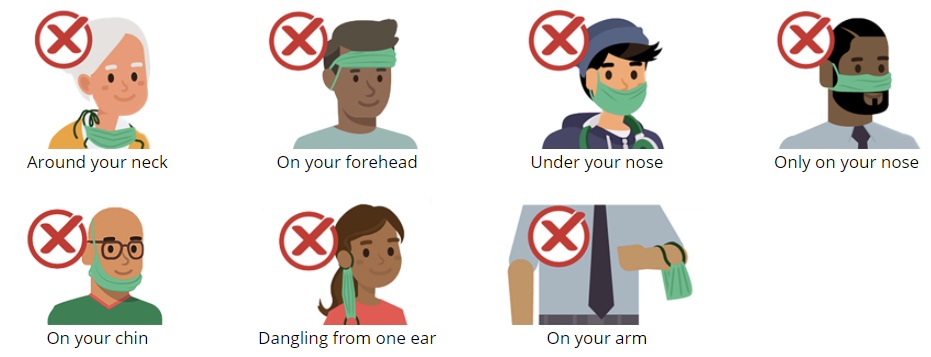 Around your neck
On your forehead
Under your nose
Only on your nose
On your chin
Dangling from one ear
On your arm